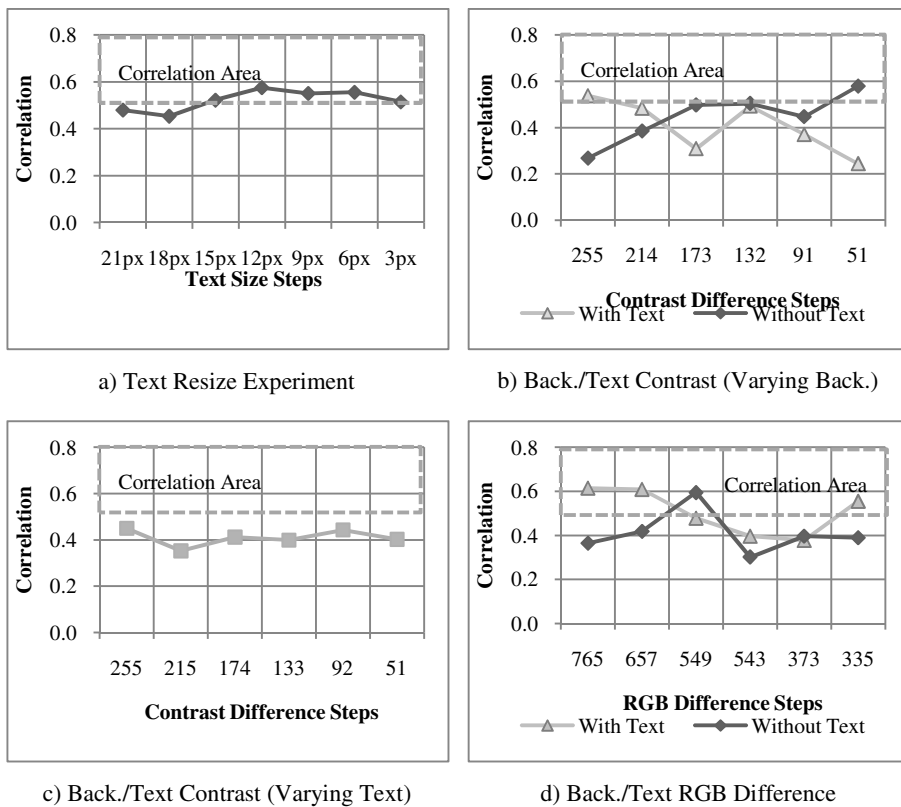 0.8
0.6
0.4
0.2
0.0
Correlation
Correlation Area
21px 18px 15px 12px 9px 6px 3px
Text Size Steps
a) Text Resize Experiment
0.8
0.6
0.4
0.2
0.0
Correlation
Correlation Area
255 214 173 132 91 51
Contrast Difference Steps
With Text Without Text
b) Back./Text Contrast (Varying Back.)
0.8
0.6
0.4
0.2
0.0
Correlation
Correlation Area
255 215 174 133 92 51
Contrast Difference Steps
c) Back./Text Contrast (Varying Text)
0.8
0.6
0.4
0.2
0.0
Correlation
Correlation Area
765 657 549 543 373 335
RGB Difference Steps
With Text Without Text
d) Back./Text RGB Difference